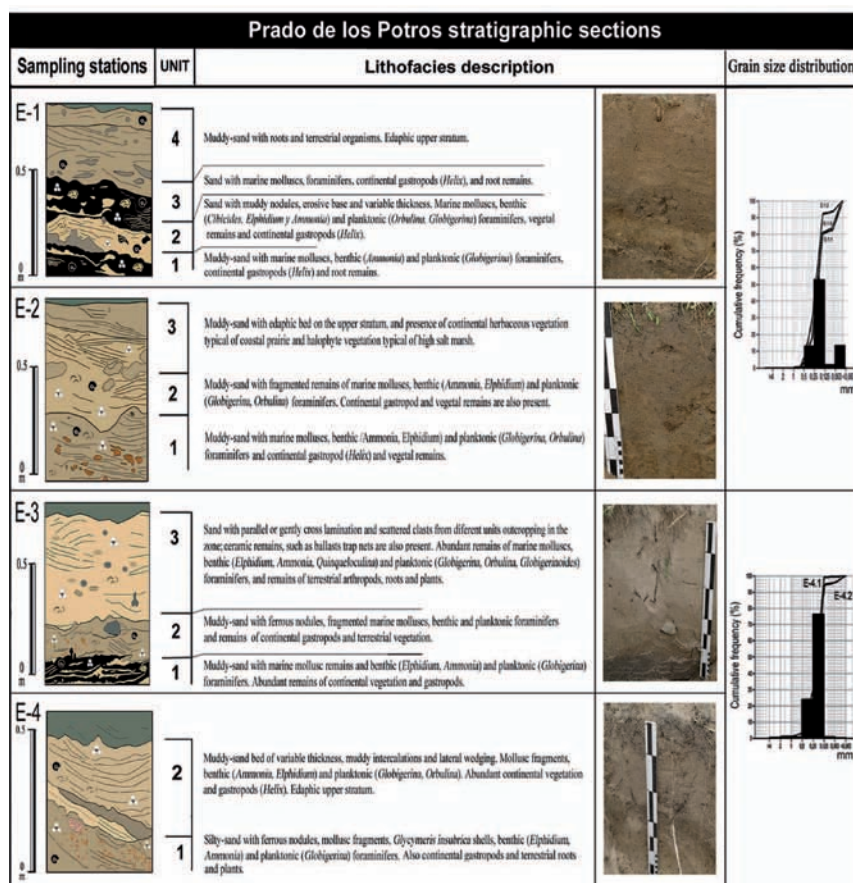 Prado de los Potros stratigraphic sections
Sampling stations
UNIT
Lithofacies description
Grain size distribution
E-1
0.5
0
m
4
Muddy-sand with roots and terrestrial organisms. Edaphic upper stratum.
3
Sand with marine molluscs, foraminifers, continental gastropods (Helix), and root remains.
Sand with muddy nodules, erosive base and variable thickness. Marine molluscs, benthic
(Cibicides, Elphidium y Ammonia) and planktonic (Orbulina, Globigerina) foraminifers, vegetal
remains and continental gastropods (Helix).
2
1
Muddy-sand with marine molluscs, benthic (Ammonia) and planktonic (Globigerina) foraminifers,
continental gastropods (Helix) and root remains.
Cumulative frequency (%)
mm
E-2
0.5
0
m
3
Muddy-sand with edaphic bed on the upper stratum, and presence of continental herbaceous vegetation
typical of coastal prairie and halophyte vegetation typical of high salt marsh.
2
Muddy-sand with fragmented remains of marine molluscs, benthic (Ammonia, Elphidium) and planktonic
(Globigerina, Orbulina) foraminifers. Continental gastropod and vegetal remains are also present.
1
Muddy-sand with marine molluscs, benthic /Ammonia, Elphidium) and planktonic (Globigerina, Orbulina)
foraminifers and continental gastropod (Helix) and vegetal remains.
E-3
0.5
0
m
3
Sand with parallel or gently cross lamination and scattered clasts from diferent units outcropping in the
zone; ceramic remains, such as ballasts trap nets are also present. Abundant remains of marine molluscs,
benthic (Elphidium, Ammonia, Quinqueloculina) and planktonic (Globigerina, Orbulina, Globigerinoides)
foraminifers, and remains of terrestrial arthropods, roots and plants.
2
Muddy-sand with ferrous nodules, fragmented marine molluscs, benthic and planktonic foraminifers
and remains of continental gastropods and terrestrial vegetation.
1
Muddy-sand with marine mollusc remains and benthic (Elphidium, Ammonia) and planktonic (Globigerina)
foraminifers. Abundant remains of continental vegetation and gastropods.
E-4.1
E-4.2
Cumulative frequency (%)
mm
E-4
0.5
0
m
2
Muddy-sand bed of variable thickness, muddy intercalations and lateral wedging. Mollusc fragments,
benthic (Ammonia, Elphidium) and planktonic (Globigerina, Orbulina). Abundant continental vegetation
and gastropods (Helix). Edaphic upper stratum.
1
Silty-sand with ferrous nodules, mollusc fragments, Glycymeris insubrica shells, benthic (Elphidium,
Ammonia) and planktonic (Globigerina) foraminifers. Also continental gastropods and terrestrial roots
and plants.